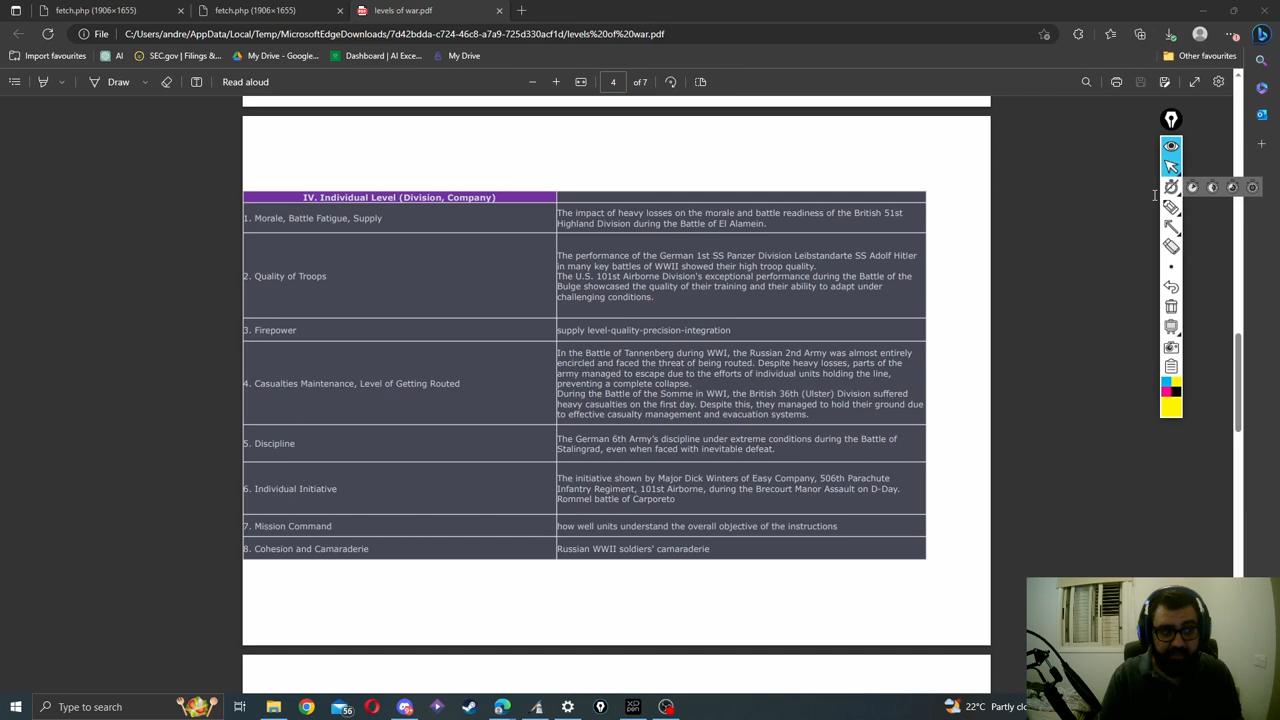 fetch.php (1906×1655)
fetch.php (1906×1655)
levels of war.pdf
File
C:/Users/andre/AppData/Local/Temp/MicrosoftEdgeDownloads/7d42bdda-c724-46c8-a7a9-725d330acf1d/levels%20of%20war.pdf
Import favourites
AI
SEC.gov | Filings &...
My Drive - Google...
Dashboard | AI Exce...
My Drive
Other favourites
Draw
Read aloud
4
of 7
IV. Individual Level (Division, Company)
1. Morale, Battle Fatigue, Supply
The impact of heavy losses on the morale and battle readiness of the British 51st
Highland Division during the Battle of El Alamein.
2. Quality of Troops
The performance of the German 1st SS Panzer Division Leibstandarte SS Adolf Hitler
in many key battles of WWII showed their high troop quality.
The U.S. 101st Airborne Division's exceptional performance during the Battle of the
Bulge showcased the quality of their training and their ability to adapt under
challenging conditions.
3. Firepower
supply level-quality-precision-integration
4. Casualties Maintenance, Level of Getting Routed
In the Battle of Tannenberg during WWI, the Russian 2nd Army was almost entirely
encircled and faced the threat of being routed. Despite heavy losses, parts of the
army managed to escape due to the efforts of individual units holding the line,
preventing a complete collapse.
During the Battle of the Somme in WWI, the British 36th (Ulster) Division suffered
heavy casualties on the first day. Despite this, they managed to hold their ground due
to effective casualty management and evacuation systems.
5. Discipline
The German 6th Army's discipline under extreme conditions during the Battle of
Stalingrad, even when faced with inevitable defeat.
6. Individual Initiative
The initiative shown by Major Dick Winters of Easy Company, 506th Parachute
Infantry Regiment, 101st Airborne, during the Brecourt Manor Assault on D-Day.
Rommel battle of Carporeto
7. Mission Command
how well units understand the overall objective of the instructions
8. Cohesion and Camaraderie
Russian WWII soldiers' camaraderie
Type to search
56
22°C
Partly clo